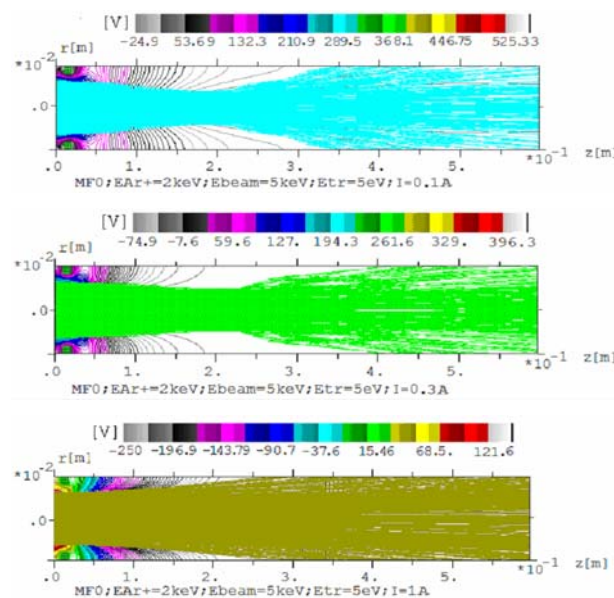 [V]
-24.9 53.69 132.3 210.9 289.5 368.1 446.75 525.33
r[m]
*10-2
.0
.0 1. 2. 3. 4. 5. z[m]
*10-1
MF0;EAr+=2keV;Ebeam=5keV;Etr=5eV;I=0.1A
[V]
-74.9 -7.6 59.6 127. 194.3 261.6 329. 396.3
r[m]
*10-2
.0
.0 1. 2. 3. 4. 5. z[m]
*10-1
MF0;EAr+=2keV;Ebeam=5keV;Etr=5eV;I=0.3A
[V]
-250 -196.9 -143.79 -90.7 -37.6 15.46 68.5. 121.6
r[m]
*10-2
.0
.0 1. 2. 3. 4. 5. z[m]
*10-1
MF0;EAr+=2keV;Ebeam=5keV;Etr=5eV;I=1A